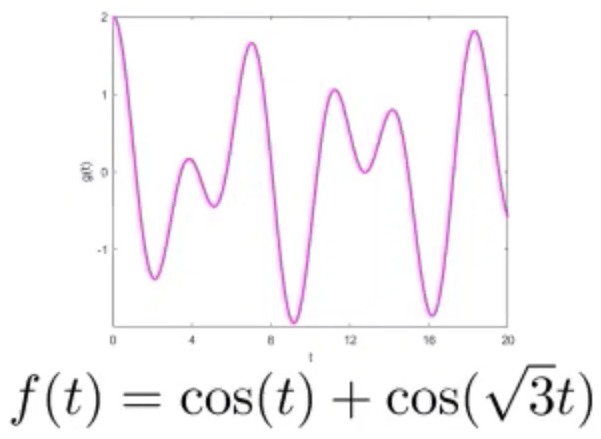 2
1
0
-1
g(t)
0 4 8 12 16 20
t
f(t) = cos(t) + cos(√3t)